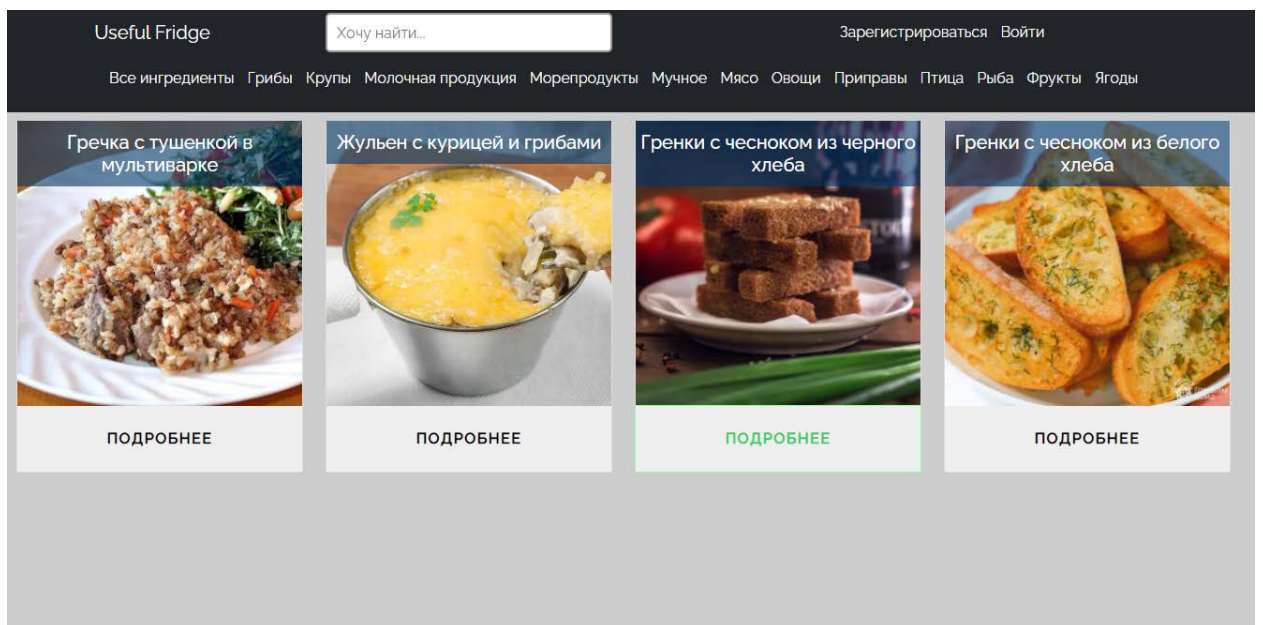 Useful Fridge
Хочу найти...
Зарегистрироваться Войти
Все ингредиенты Грибы Крупы Молочная продукция Морепродукты Мучное Мясо Овощи Приправы Птица Рыба Фрукты Ягоды
Гречка с тушенкой в
мультиварке
ПОДРОБНЕЕ
Жульен с курицей и грибами
ПОДРОБНЕЕ
Гренки с чесноком из черного
хлеба
ПОДРОБНЕЕ
Гренки с чесноком из белого
хлеба
ПОДРОБНЕЕ